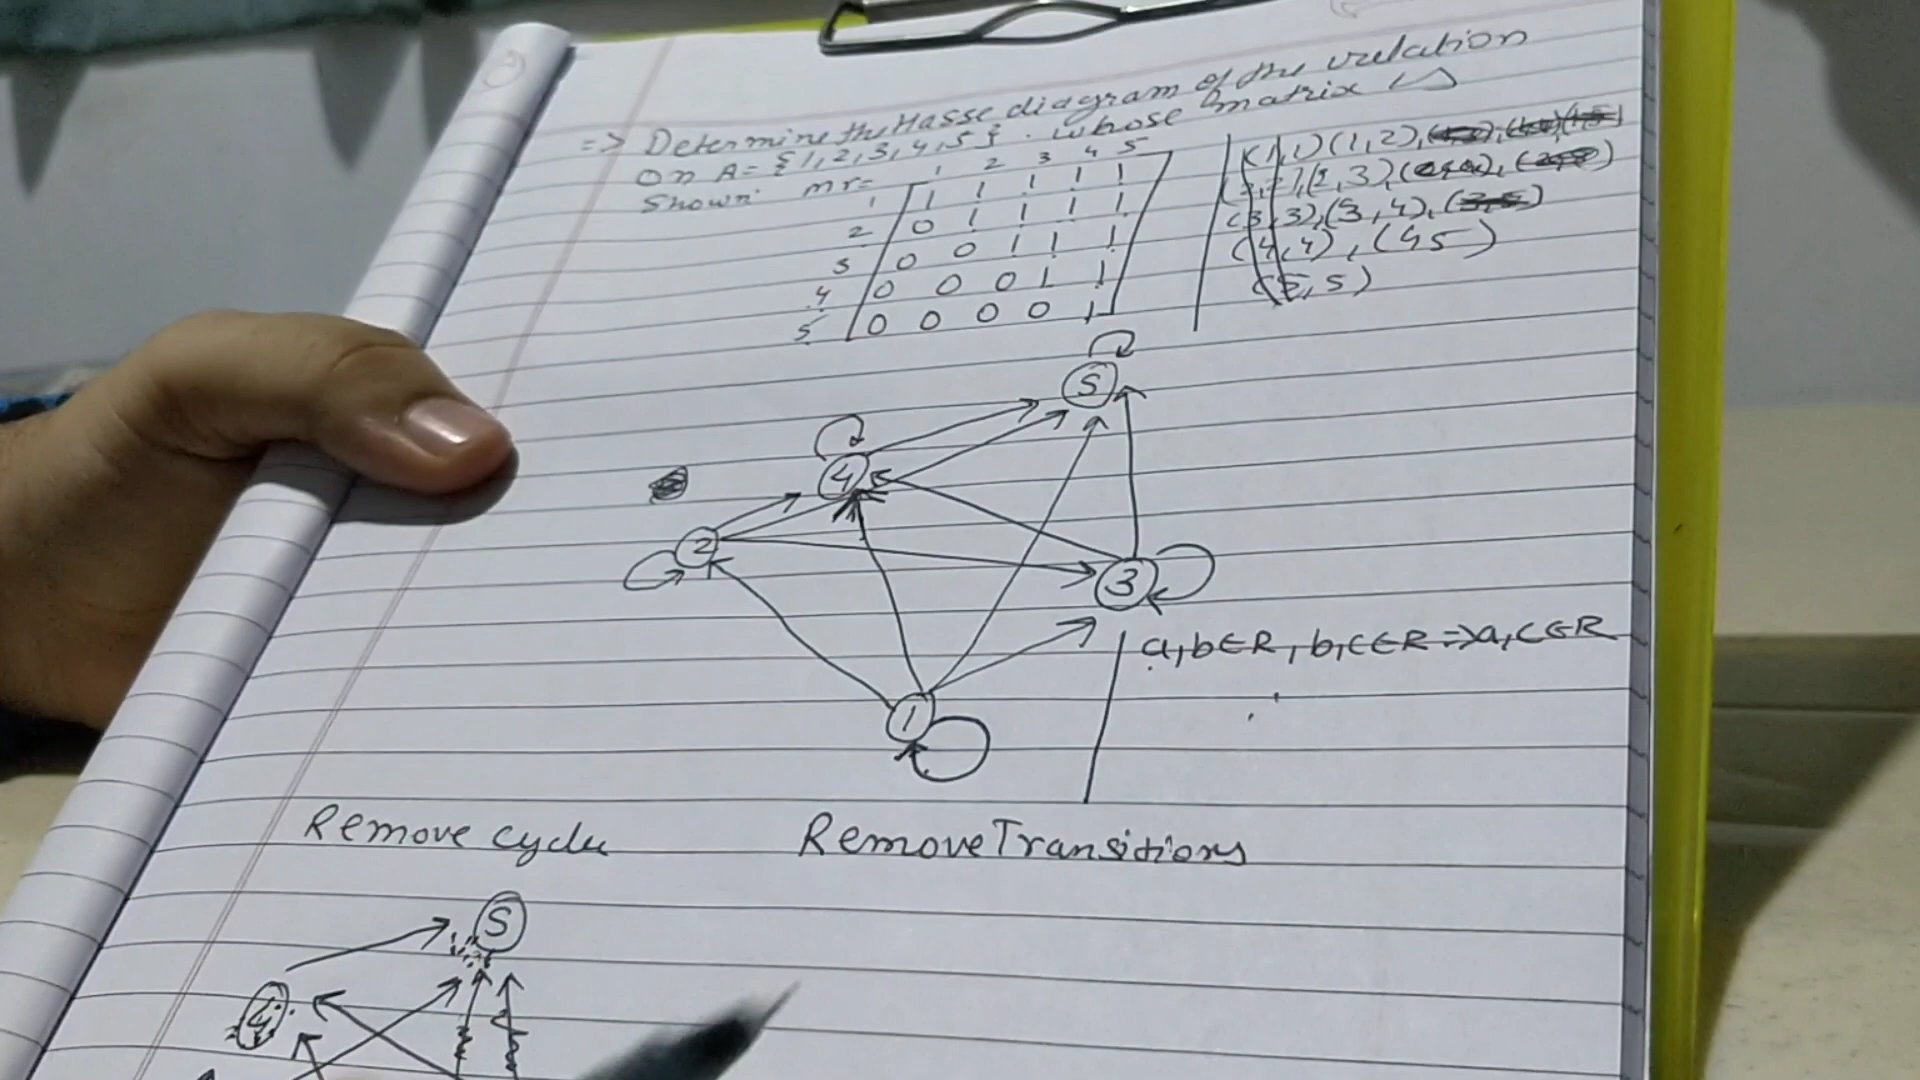 => Determine the Hasse diagram of the relation
on A = {1,2,3,4,5}. whose matrix is
Shown: mr =
1 2 3 4 5
1 1 1 1 1 1
2 0 1 1 1 1
3 0 0 1 1 1
4 0 0 0 1 1
5 0 0 0 0 1
(1,1) (1,2),
(2,2), (2,3),
(3,3), (3,4),
(4,4), (45)
(5,5)
5
4
2
3
1
a,b∈R, b,c∈R => a,c∈R
Remove cycle
Remove Transitions
5
4